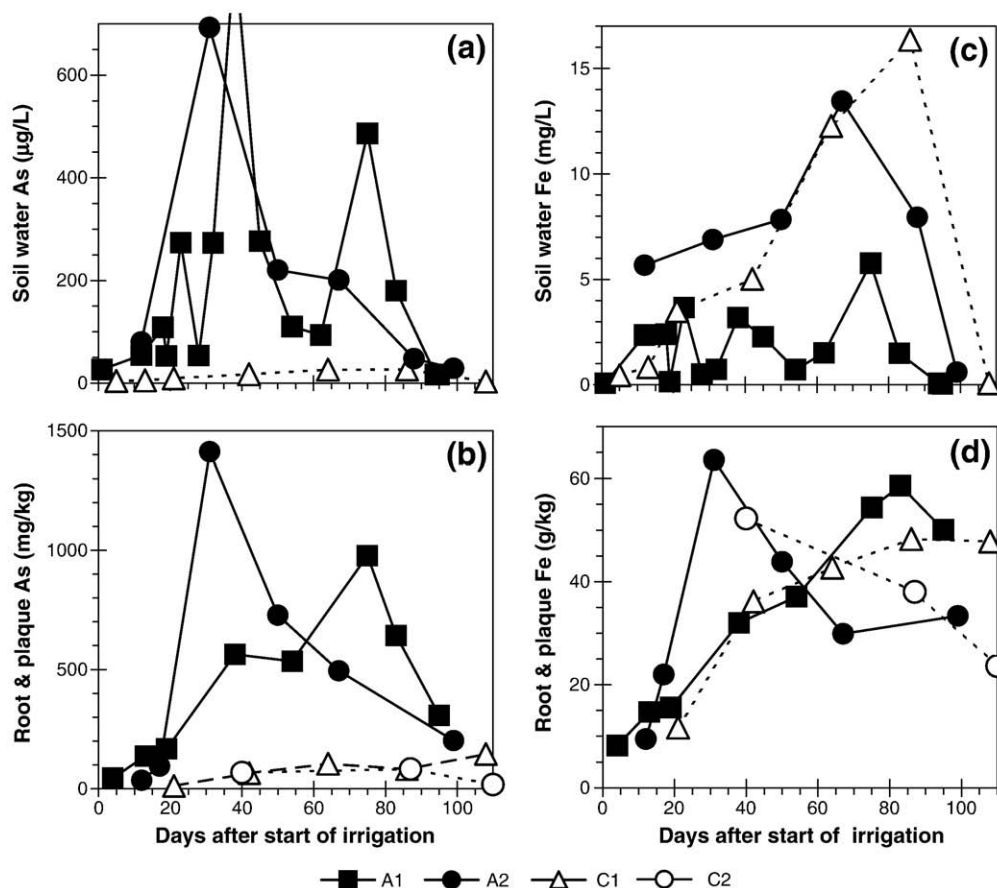 (a)
Soil water As (µg/L)
600
400
200
0
(c)
Soil water Fe (mg/L)
15
10
5
0
(b)
Root & plaque As (mg/kg)
1500
1000
500
0
0 20 40 60 80 100
Days after start of irrigation
(d)
Root & plaque Fe (g/kg)
60
40
20
0
0 20 40 60 80 100
Days after start of irrigation
A1 A2 C1 C2